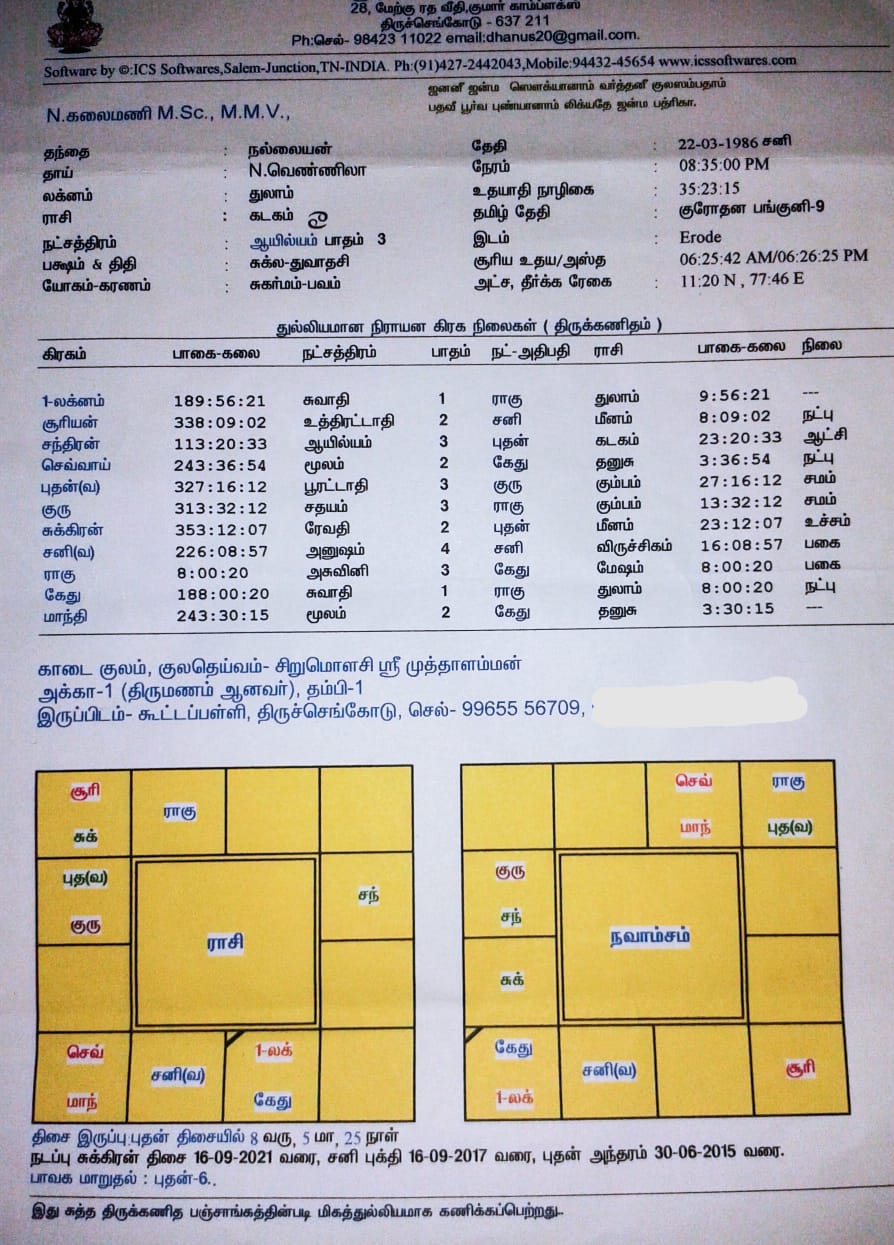 28, மேற்கு ரத வீதி,குமார் காம்ப்ளக்ஸ்
திருச்செங்கோடு - 637 211
Ph:செல்- 98423 11022 email:dhanus20@gmail.com.
Software by ©:ICS Softwares,Salem-Junction,TN-INDIA. Ph:(91)427-2442043,Mobile:94432-45654 www.icssoftwares.com
ஜனனீ ஜன்ம ஸௌக்யானாம் வர்த்தனீ குலஸம்பதாம்
பதவீ பூர்வ புண்யானாம் லிக்யதே ஜன்ம பத்ரிகா.
N.கலைமணி M.Sc., M.M.V.,
தந்தை : நல்லையன் தேதி : 22-03-1986 சனி
தாய் : N.வெண்ணிலா நேரம் : 08:35:00 PM
லக்னம் : துலாம் உதயாதி நாழிகை : 35:23:15
ராசி : கடகம் தமிழ் தேதி : குரோதன பங்குனி-9
நட்சத்திரம் : ஆயில்யம் பாதம் 3 இடம் : Erode
பக்ஷம் & திதி : சுக்ல-துவாதசி சூரிய உதய/அஸ்த : 06:25:42 AM/06:26:25 PM
யோகம்-கரணம் : சுகர்மம்-பவம் அட்ச, தீர்க்க ரேகை : 11:20 N , 77:46 E
துல்லியமான நிராயன கிரக நிலைகள் ( திருக்கணிதம் )
கிரகம் பாகை-கலை நட்சத்திரம் பாதம் நட்-அதிபதி ராசி பாகை-கலை நிலை
1-லக்னம் 189:56:21 சுவாதி 1 ராகு துலாம் 9:56:21 ---
சூரியன் 338:09:02 உத்திரட்டாதி 2 சனி மீனம் 8:09:02 நட்பு
சந்திரன் 113:20:33 ஆயில்யம் 3 புதன் கடகம் 23:20:33 ஆட்சி
செவ்வாய் 243:36:54 மூலம் 2 கேது தனுசு 3:36:54 நட்பு
புதன்(வ) 327:16:12 பூரட்டாதி 3 குரு கும்பம் 27:16:12 சமம்
குரு 313:32:12 சதயம் 3 ராகு கும்பம் 13:32:12 சமம்
சுக்கிரன் 353:12:07 ரேவதி 2 புதன் மீனம் 23:12:07 உச்சம்
சனி(வ) 226:08:57 அனுஷம் 4 சனி விருச்சிகம் 16:08:57 பகை
ராகு 8:00:20 அசுவினி 3 கேது மேஷம் 8:00:20 பகை
கேது 188:00:20 சுவாதி 1 ராகு துலாம் 8:00:20 நட்பு
மாந்தி 243:30:15 மூலம் 2 கேது தனுசு 3:30:15 ---
காடை குலம், குலதெய்வம்- சிறுமொளசி ஸ்ரீ முத்தாளம்மன்
அக்கா-1 (திருமணம் ஆனவர்), தம்பி-1
இருப்பிடம்- கூட்டப்பள்ளி, திருச்செங்கோடு, செல்- 99655 56709,
சூரி செவ் ராகு
ராகு
சுக் மாந் புத(வ)
புத(வ) குரு
சந்
குரு சந்
ராசி நவாம்சம்
சுக்
செவ் 1-லக் கேது
சனி(வ) சனி(வ) சூரி
மாந் கேது 1-லக்
திசை இருப்பு:புதன் திசையில் 8 வரு, 5 மா, 25 நாள்
நடப்பு சுக்கிரன் திசை 16-09-2021 வரை, சனி புக்தி 16-09-2017 வரை, புதன் அந்தரம் 30-06-2015 வரை.
பாவக மாறுதல் : புதன்-6..
இது சுத்த திருக்கணித பஞ்சாங்கத்தின்படி மிகத்துல்லியமாக கணிக்கப்பெற்றது..